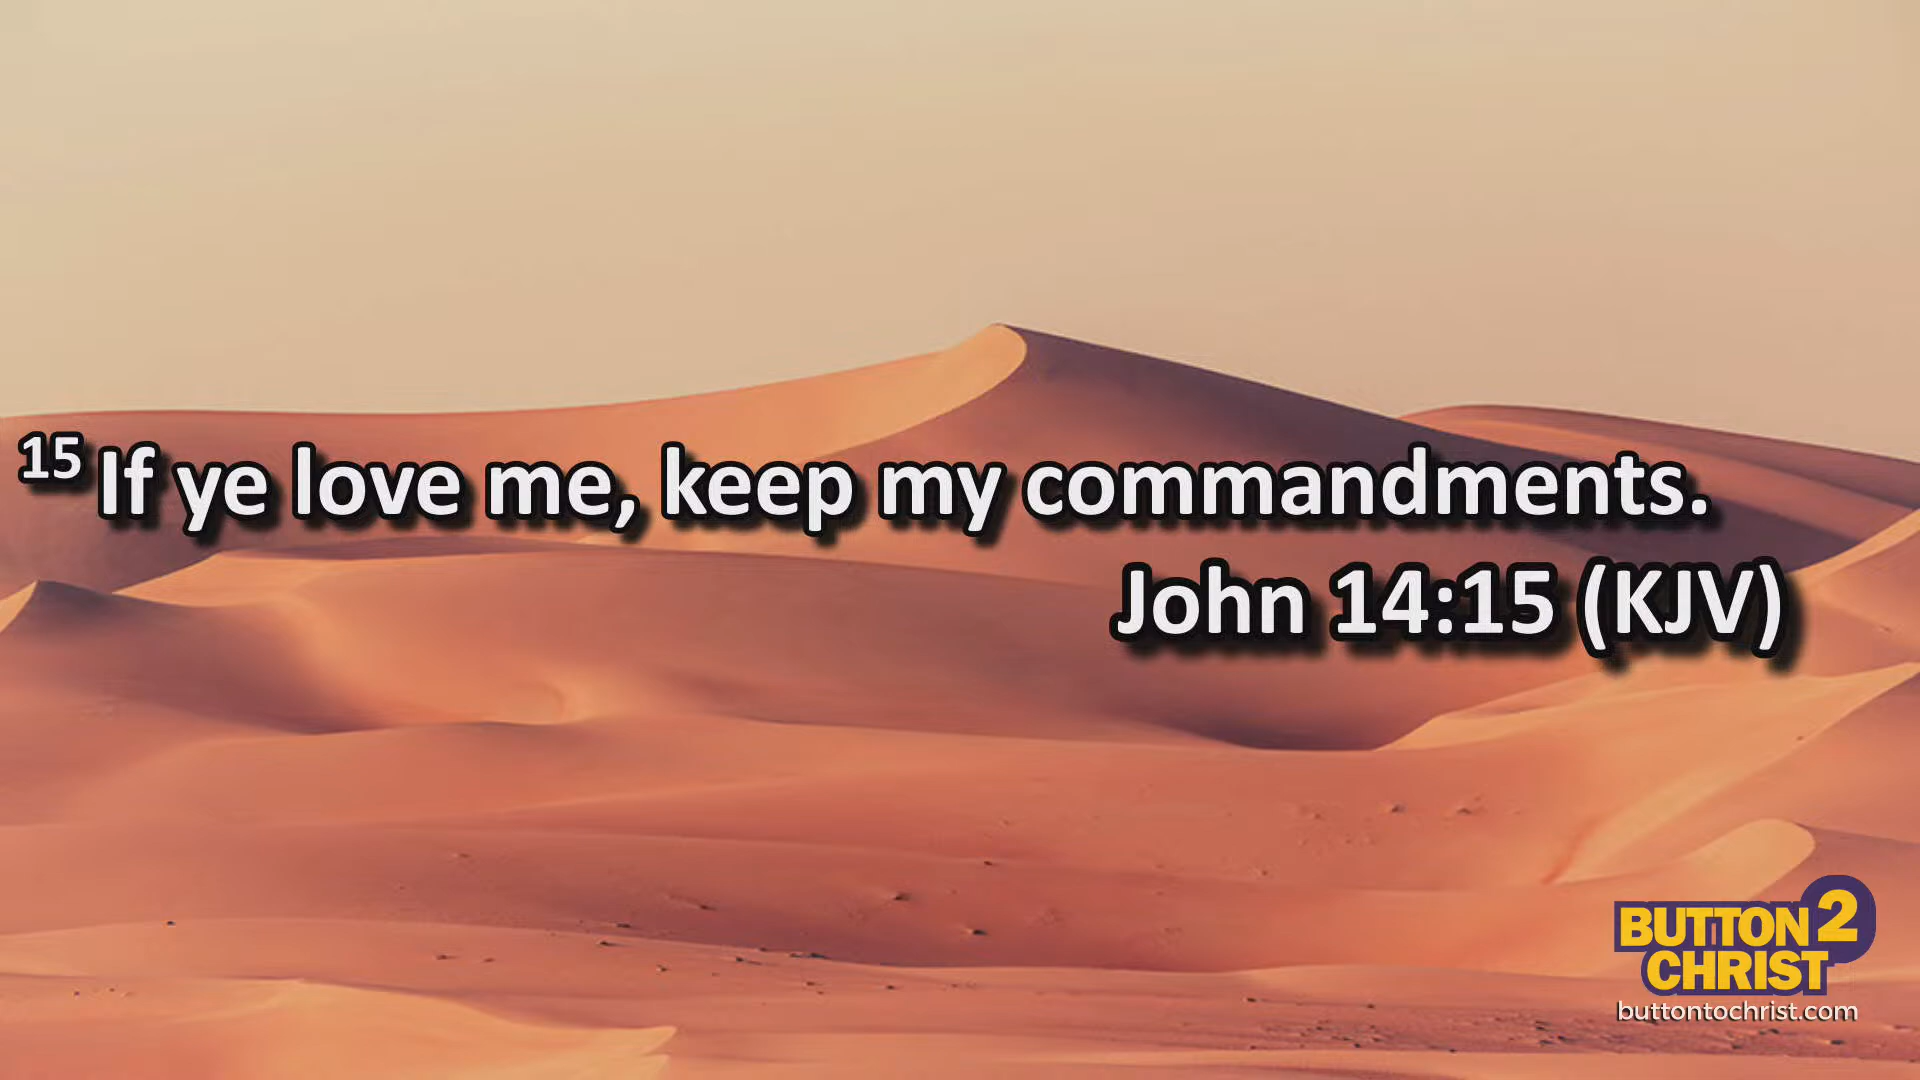 15 If ye love me, keep my commandments.
John 14:15 (KJV)
BUTTON 2
CHRIST
buttontochrist.com